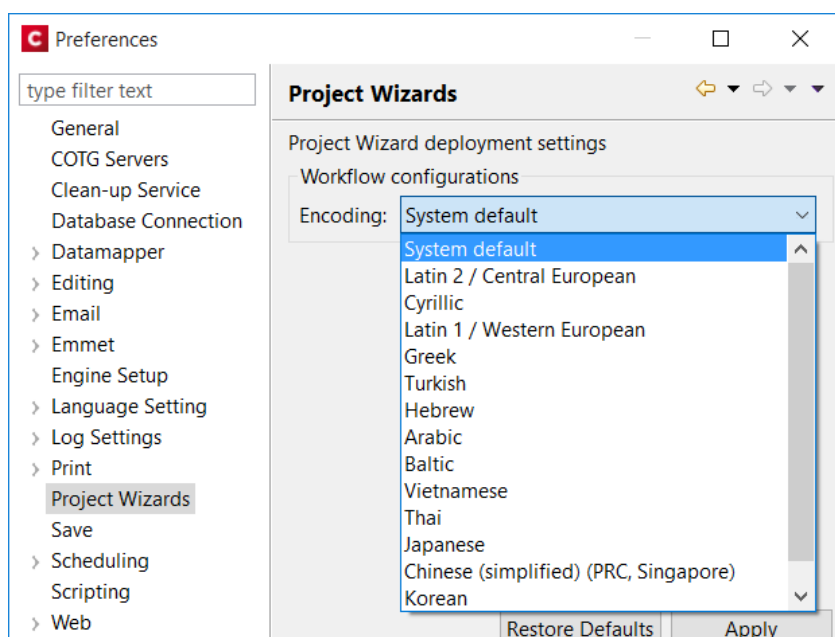 C Preferences
type filter text
General
COTG Servers
Clean-up Service
Database Connection
Datamapper
Editing
Email
Emmet
Engine Setup
Language Setting
Log Settings
Print
Project Wizards
Save
Scheduling
Scripting
Web
Project Wizards
Project Wizard deployment settings
Workflow configurations
Encoding: System default
System default
Latin 2 / Central European
Cyrillic
Latin 1 / Western European
Greek
Turkish
Hebrew
Arabic
Baltic
Vietnamese
Thai
Japanese
Chinese (simplified) (PRC, Singapore)
Korean
Restore Defaults Apply